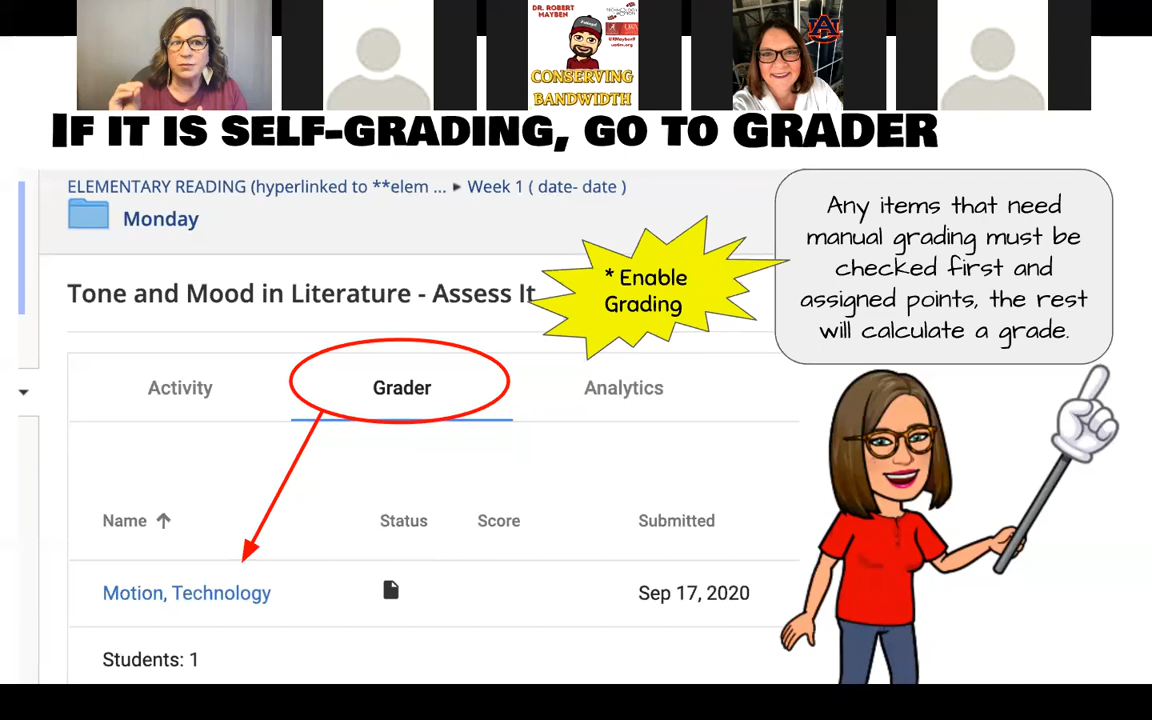 DR. ROBERT
MAYBEN
TECHNOLOGY
in MOTION
CONSERVING
BANDWIDTH
IF IT IS SELF-GRADING, GO TO GRADER
ELEMENTARY READING (hyperlinked to **elem ... ▸ Week 1 ( date- date )
Monday
Tone and Mood in Literature - Assess It
* Enable
Grading
Any items that need
manual grading must be
checked first and
assigned points, the rest
will calculate a grade.
Activity
Grader
Analytics
Name ↑
Status
Score
Submitted
Motion, Technology
Sep 17, 2020
Students: 1